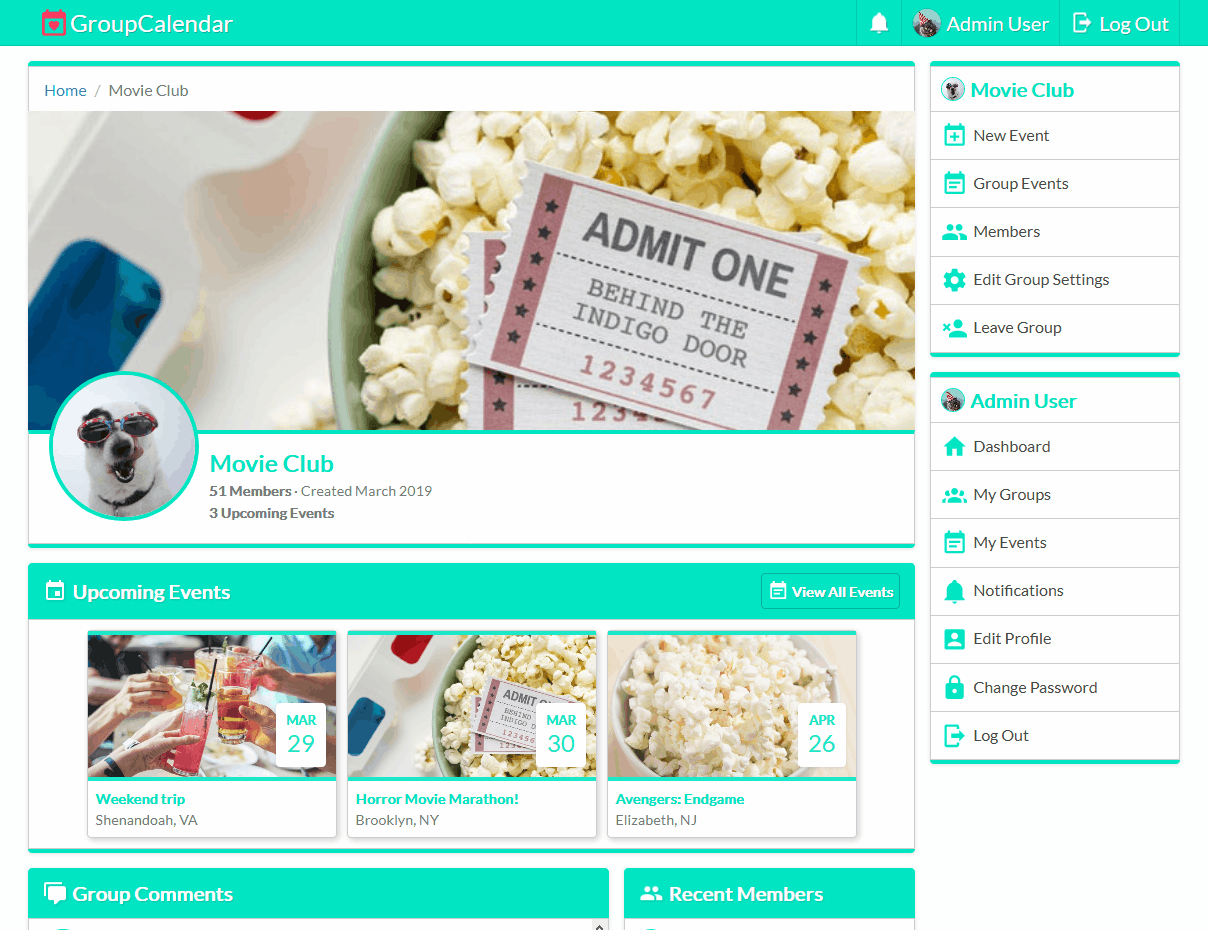 GroupCalendar
Admin User
Log Out
Home / Movie Club
ADMIT ONE
BEHIND THE
INDIGO DOOR
1234567
123
Movie Club
51 Members · Created March 2019
3 Upcoming Events
Upcoming Events
View All Events
ADMIT ON
BEHIND
INDIGO D
12345
MAR
29
MAR
30
APR
26
Weekend trip
Shenandoah, VA
Horror Movie Marathon!
Brooklyn, NY
Avengers: Endgame
Elizabeth, NJ
Group Comments
Recent Members
Movie Club
New Event
Group Events
Members
Edit Group Settings
Leave Group
Admin User
Dashboard
My Groups
My Events
Notifications
Edit Profile
Change Password
Log Out